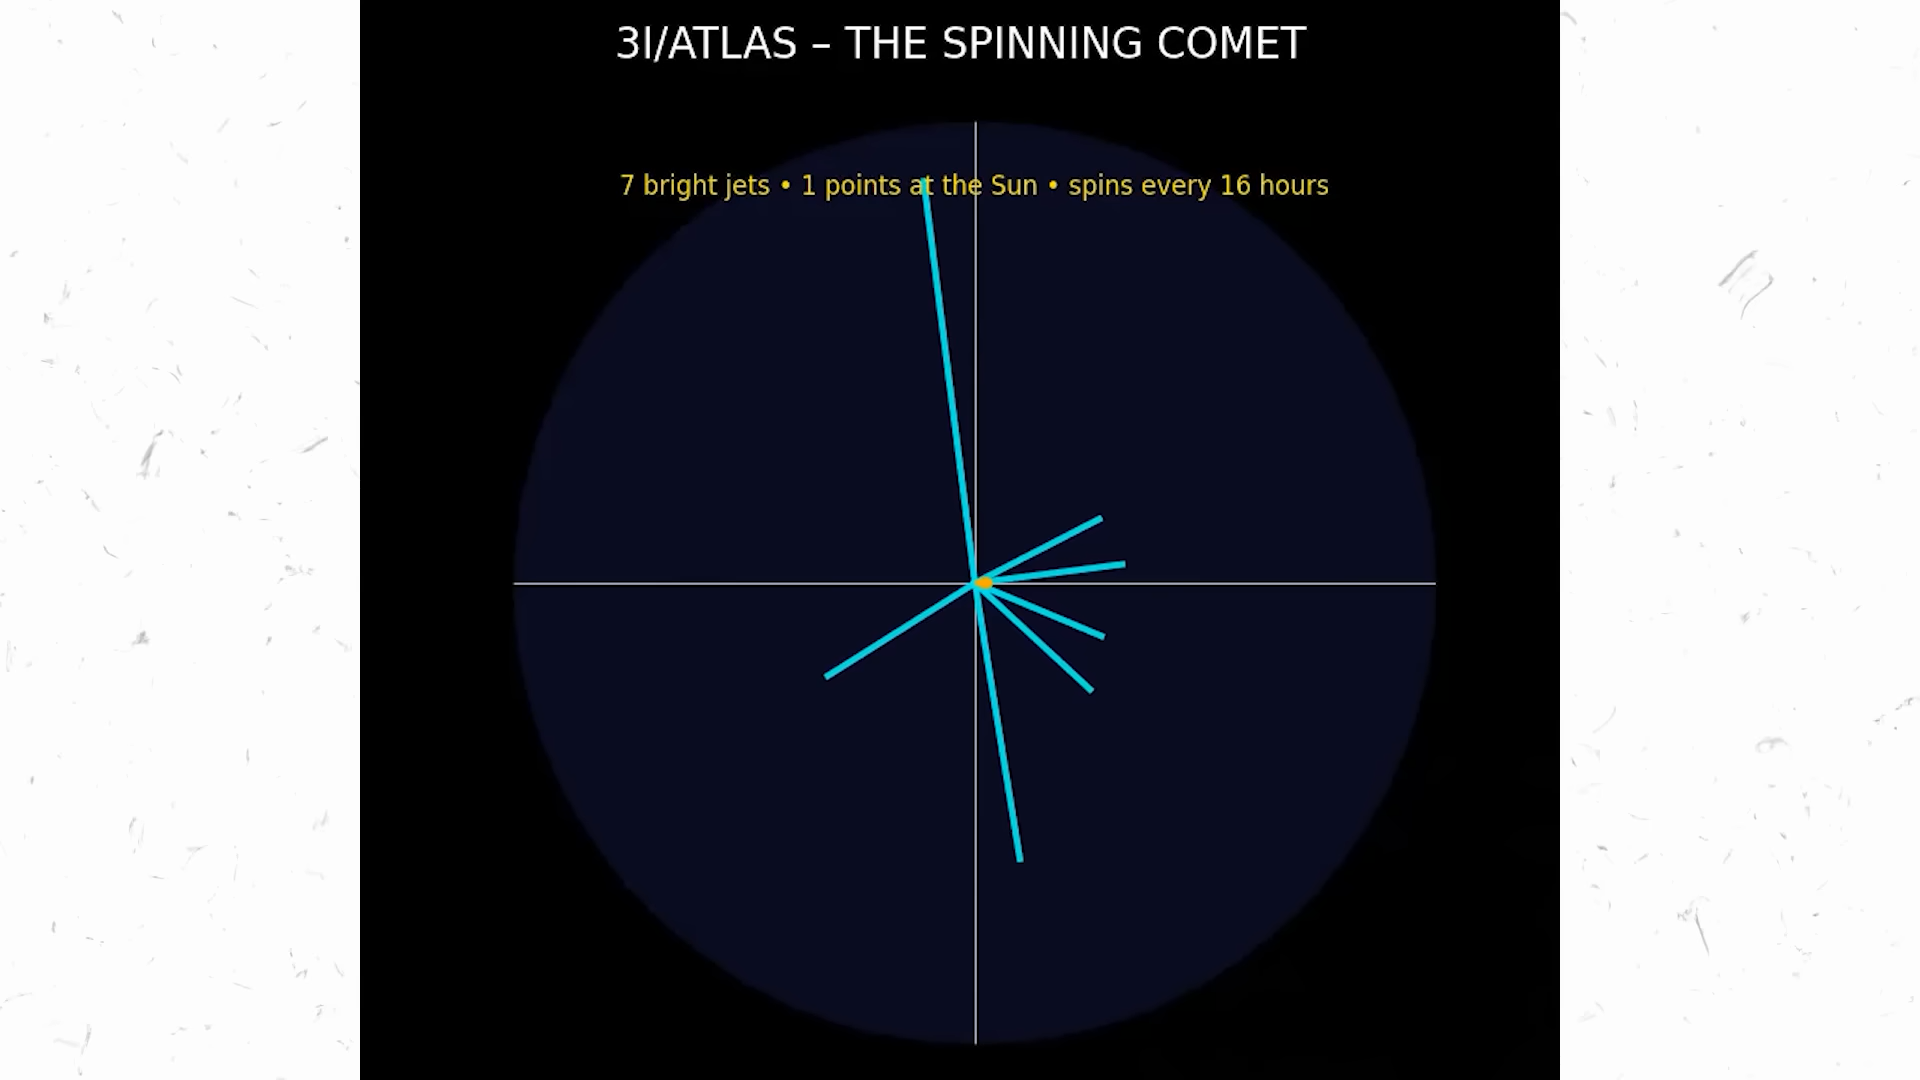 3I/ATLAS – THE SPINNING COMET
7 bright jets • 1 points at the Sun • spins every 16 hours